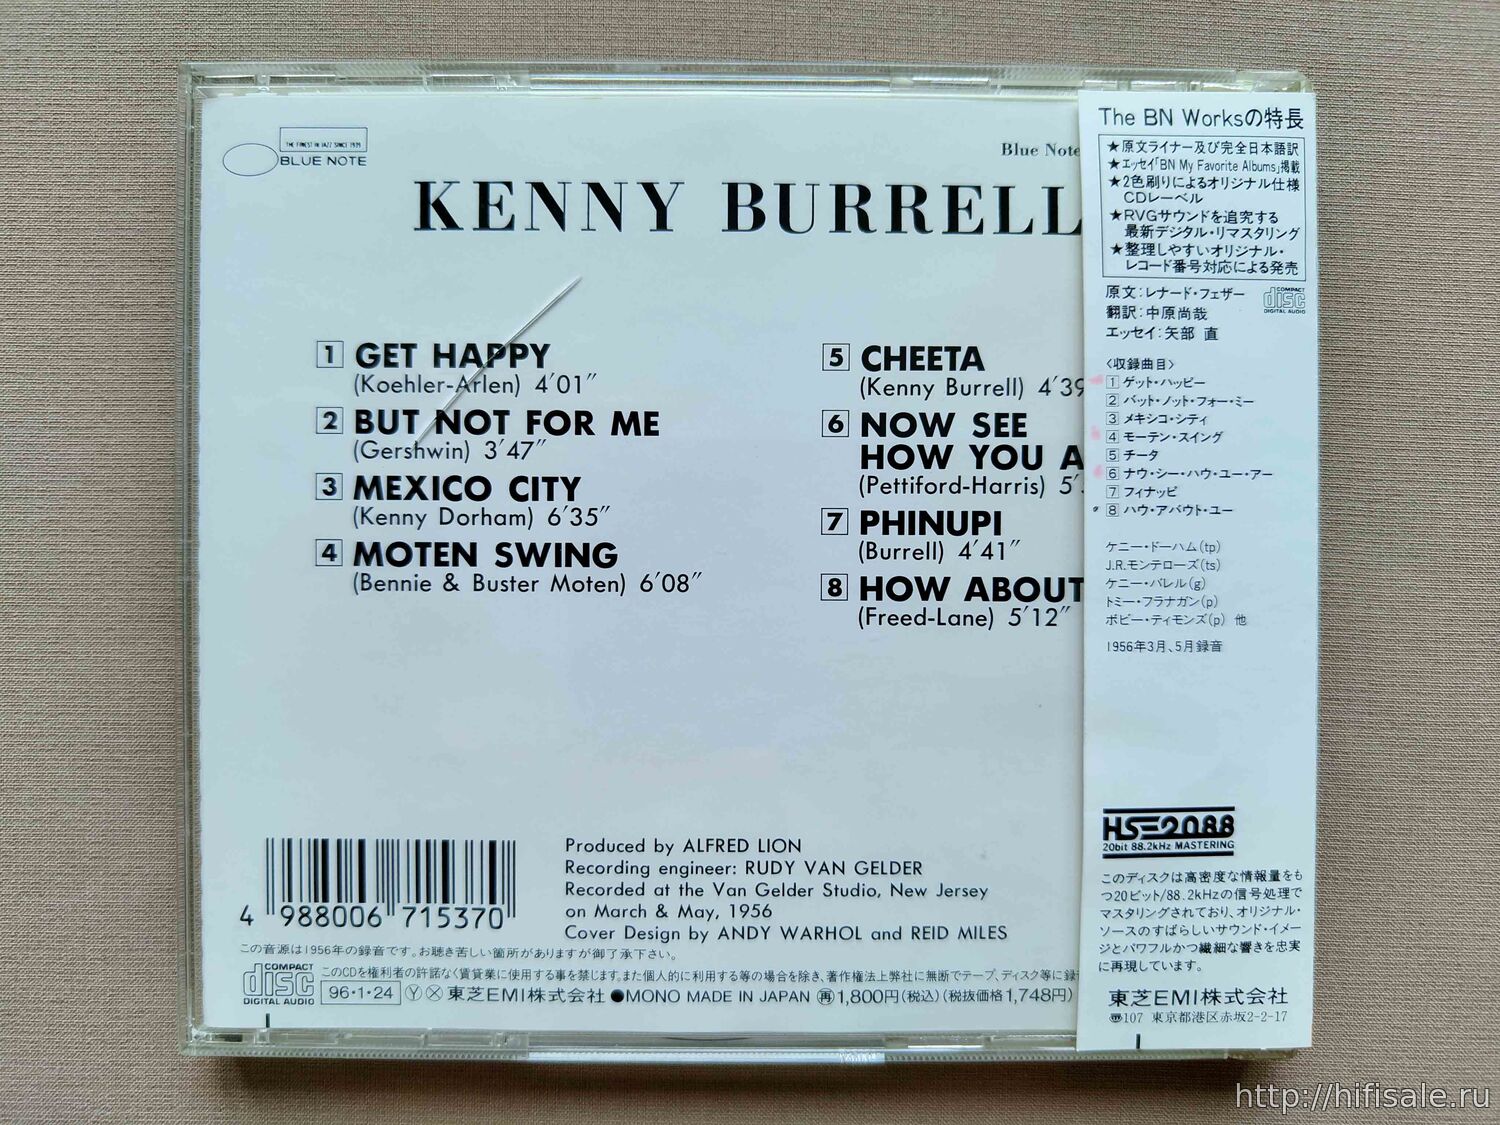 THE FINEST IN JAZZ SINCE 1939
BLUE NOTE
Blue Note
KENNY BURRELL
1 GET HAPPY
(Koehler-Arlen) 4′01″
2 BUT NOT FOR ME
(Gershwin) 3′47″
3 MEXICO CITY
(Kenny Dorham) 6′35″
4 MOTEN SWING
(Bennie & Buster Moten) 6′08″
5 CHEETA
(Kenny Burrell) 4′39
6 NOW SEE
HOW YOU A
(Pettiford-Harris) 5′
7 PHINUPI
(Burrell) 4′41″
8 HOW ABOUT
(Freed-Lane) 5′12″
4 988006 715370
Produced by ALFRED LION
Recording engineer: RUDY VAN GELDER
Recorded at the Van Gelder Studio, New Jersey
on March & May, 1956
Cover Design by ANDY WARHOL and REID MILES
この音源は1956年の録音です。お聴き苦しい箇所がありますが御了承下さい。
COMPACT
disc
DIGITAL AUDIO
このCDを権利者の許諾なく賃貸業に使用する事を禁じます。また個人的に利用する等の場合を除き、著作権法上弊社に無断でテープ、ディスク等に録
96・1・24 Ⓨ Ⓧ 東芝EMI株式会社 ●MONO MADE IN JAPAN ㊢1,800円(税込)(税抜価格1,748円)
The BN Worksの特長
★原文ライナー及び完全日本語訳
★エッセイ「BN My Favorite Albums」掲載
★2色刷りによるオリジナル仕様
CDレーベル
★RVGサウンドを追究する
最新デジタル・リマスタリング
★整理しやすいオリジナル・
レコード番号対応による発売
原文:レナード・フェザー
翻訳:中原尚哉
エッセイ:矢部 直
COMPACT
disc
DIGITAL AUDIO
〈収録曲目〉
1 ゲット・ハッピー
2 バット・ノット・フォー・ミー
3 メキシコ・シティ
4 モーテン・スイング
5 チータ
6 ナウ・シー・ハウ・ユー・アー
7 フィナッピ
8 ハウ・アバウト・ユー
ケニー・ドーハム(tp)
J.R.モンテローズ(ts)
ケニー・バレル(g)
トミー・フラナガン(p)
ボビー・ティモンズ(p) 他
1956年3月、5月録音
HS2088
20bit 88.2kHz MASTERING
このディスクは高密度な情報量をも
つ20ビット/88.2kHzの信号処理で
マスタリングされており、オリジナル・
ソースのすばらしいサウンド・イメー
ジとパワフルかつ繊細な響きを忠実
に再現しています。
東芝EMI株式会社
〒107 東京都港区赤坂2-2-17
http://hifisale.ru